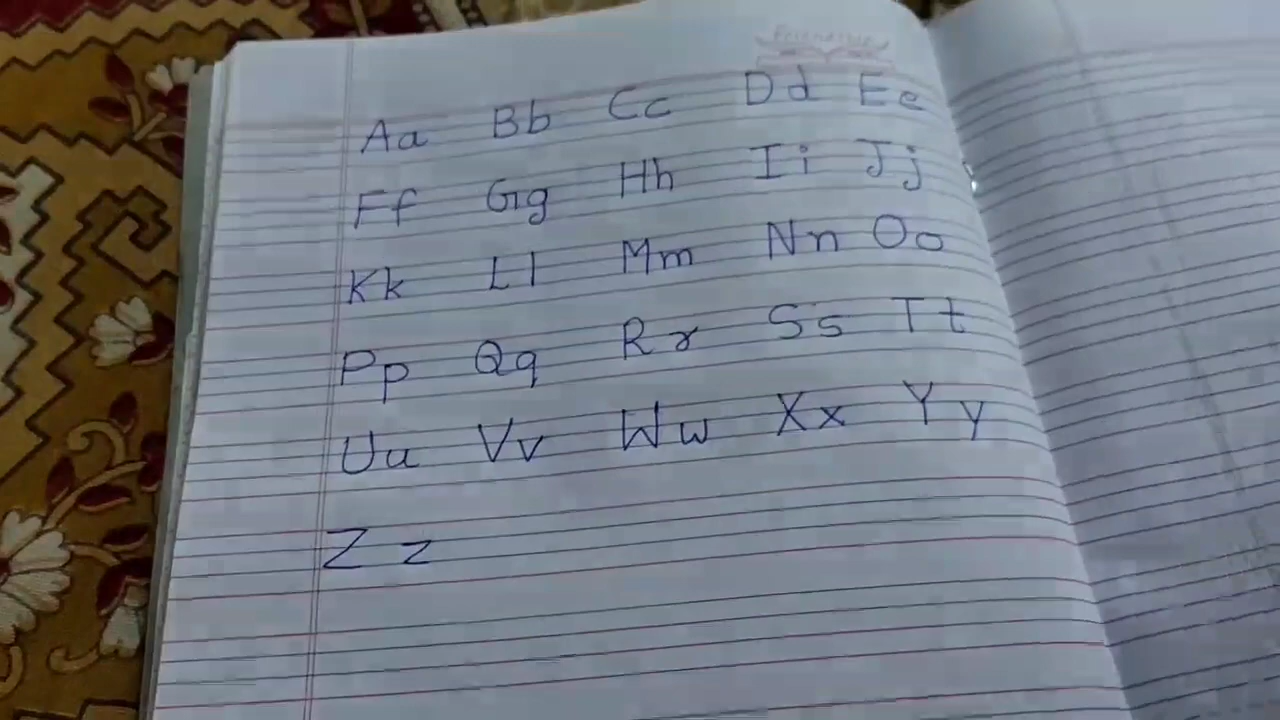 Friendship
Aa Bb Cc Dd Ee
Ff Gg Hh Ii Jj
Kk Ll Mm Nn Oo
Pp Qq Rr Ss Tt
Uu Vv Ww Xx Yy
Zz